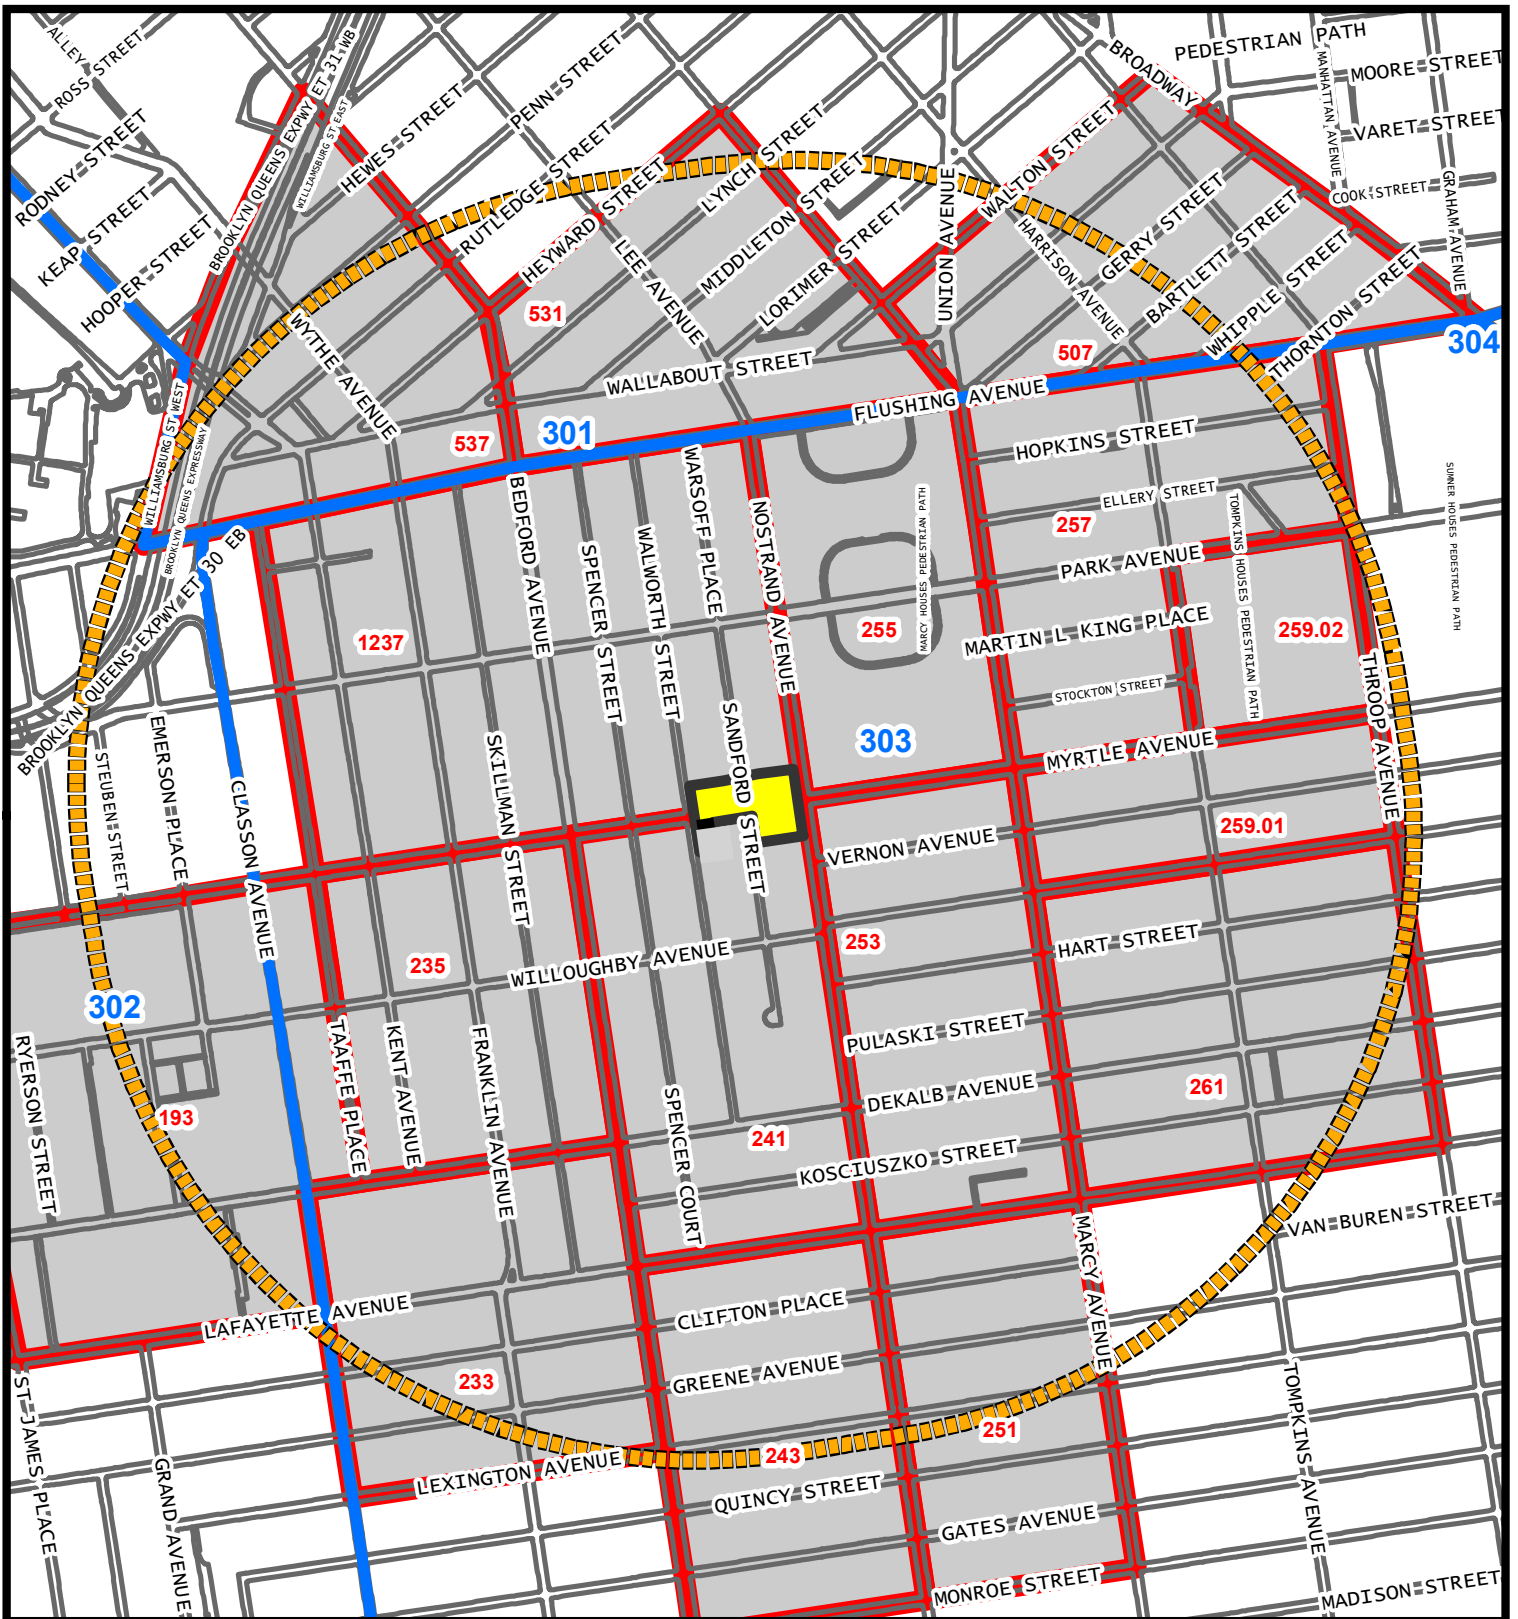 ALLEY
ROSS STREET
RODNEY STREET
KEAP STREET
HOOPER STREET
BROOKLYN QUEENS EXPWY ET 31 WB
WILLIAMSBURG ST EAST
HEWES STREET
PENN STREET
RUTLEDGE STREET
HEYWARD STREET
LYNCH STREET
MIDDLETON STREET
LORIMER STREET
LEE AVENUE
UNION AVENUE
WALTON STREET
BROADWAY
PEDESTRIAN PATH
MANHATTAN AVENUE
MOORE STREET
VARET STREET
COOK STREET
GRAHAM AVENUE
HARRISON AVENUE
GERRY STREET
BARTLETT STREET
WHIPPLE STREET
THORNTON STREET
304
531
507
WYTHE AVENUE
WALLABOUT STREET
FLUSHING AVENUE
537
301
WILLIAMSBURG ST WEST
BROOKLYN QUEENS EXPRESSWAY
BROOKLYN QUEENS EXPWY ET 30 EB
BEDFORD AVENUE
SPENCER STREET
WALWORTH STREET
WARSOFF PLACE
NOSTRAND AVENUE
MARCY HOUSES PEDESTRIAN PATH
HOPKINS STREET
ELLERY STREET
257
PARK AVENUE
TOMPKINS HOUSES PEDESTRIAN PATH
SUMNER HOUSES PEDESTRIAN PATH
1237
255
MARTIN L KING PLACE
259.02
STOCKTON STREET
THROOP AVENUE
EMERSON PLACE
STEUBEN STREET
CLASSON AVENUE
SKILLMAN STREET
SANDFORD STREET
303
MYRTLE AVENUE
VERNON AVENUE
259.01
235
WILLOUGHBY AVENUE
253
HART STREET
302
RYERSON STREET
TAAFFE PLACE
KENT AVENUE
FRANKLIN AVENUE
PULASKI STREET
DEKALB AVENUE
193
SPENCER COURT
241
261
KOSCIUSZKO STREET
MARCY AVENUE
VAN BUREN STREET
LAFAYETTE AVENUE
CLIFTON PLACE
GREENE AVENUE
233
ST JAMES PLACE
GRAND AVENUE
LEXINGTON AVENUE
243
251
QUINCY STREET
GATES AVENUE
TOMPKINS AVENUE
MONROE STREET
MADISON STREET